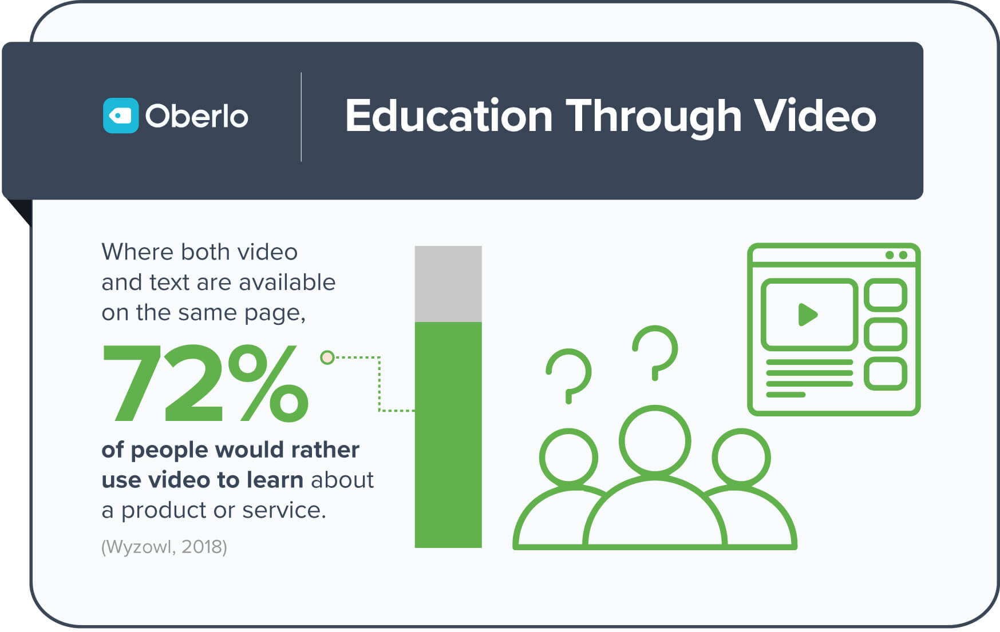 Oberlo
Education Through Video
Where both video
and text are available
on the same page,
72%
of people would rather
use video to learn about
a product or service.
(Wyzowl, 2018)